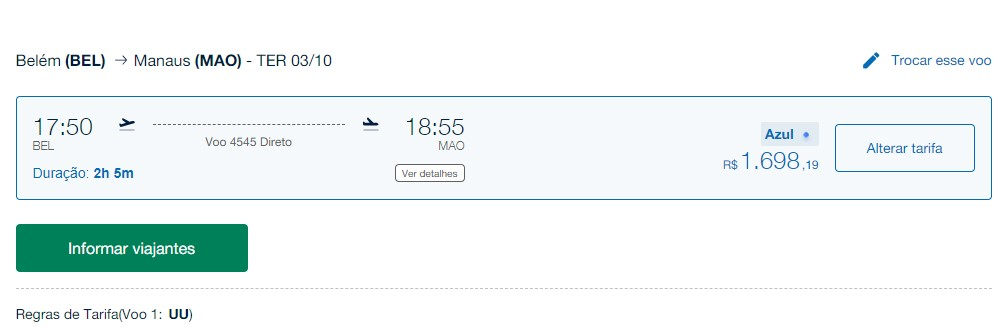 Belém (BEL) → Manaus (MAO) - TER 03/10
Trocar esse voo
17:50
18:55
BEL
Voo 4545 Direto
MAO
Duração: 2h 5m
Ver detalhes
Azul
R$ 1.698,19
Alterar tarifa
Informar viajantes
Regras de Tarifa(Voo 1: UU)